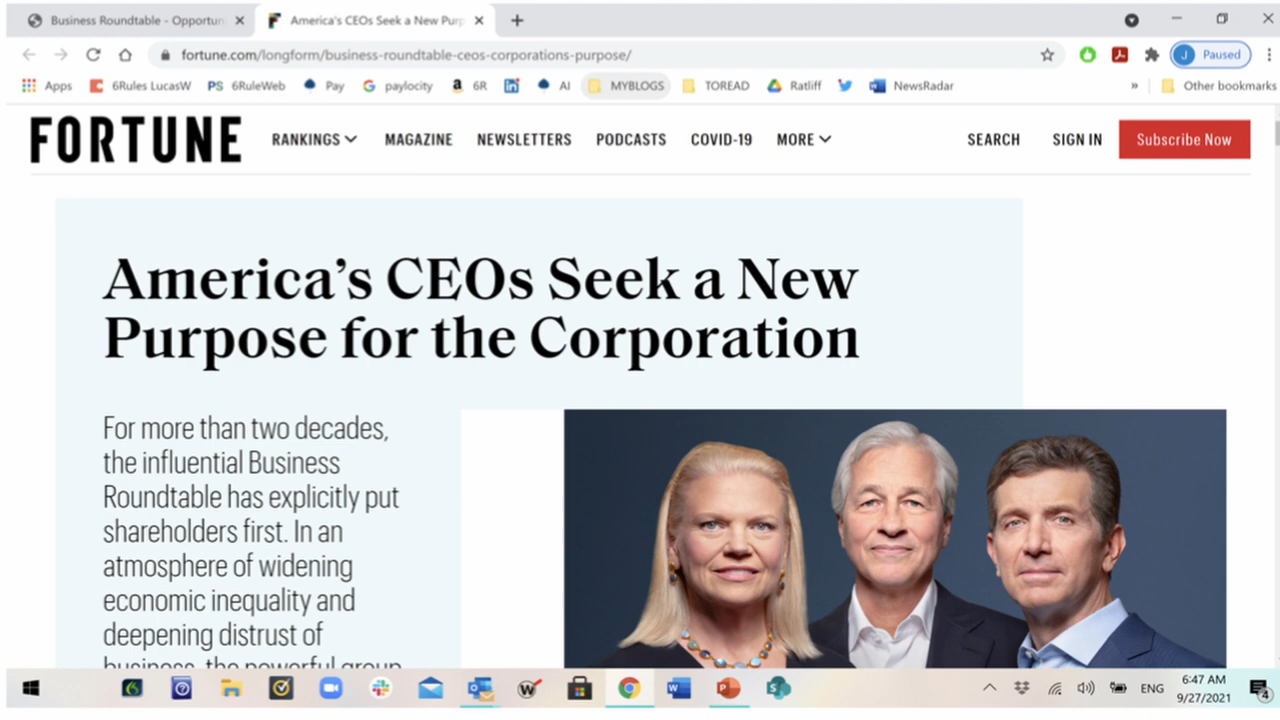 Business Roundtable - Opportun
America's CEOs Seek a New Purp
fortune.com/longform/business-roundtable-ceos-corporations-purpose/
J Paused
Apps 6Rules LucasW PS 6RuleWeb Pay G paylocity a 6R in AI MYBLOGS TOREAD Ratliff NewsRadar » Other bookmarks
FORTUNE RANKINGS MAGAZINE NEWSLETTERS PODCASTS COVID-19 MORE SEARCH SIGN IN Subscribe Now
America's CEOs Seek a New
Purpose for the Corporation
For more than two decades,
the influential Business
Roundtable has explicitly put
shareholders first. In an
atmosphere of widening
economic inequality and
deepening distrust of
business, the powerful group
ENG
6:47 AM
9/27/2021
4